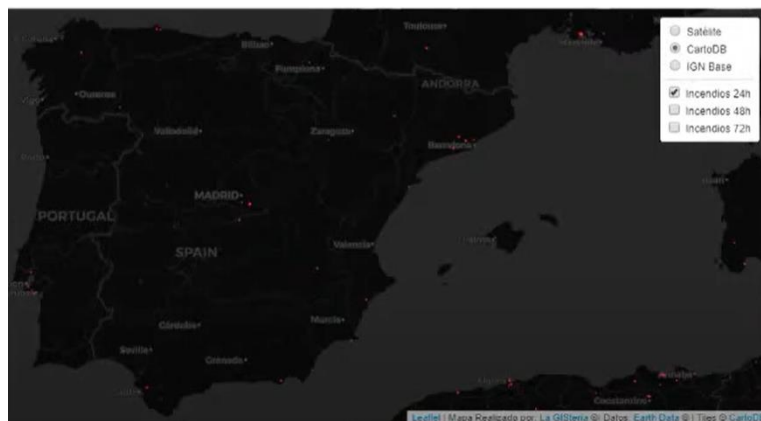 Toulouse
Satélite
CartoDB
IGN Base
Incendios 24h
Incendios 48h
Incendios 72h
Bilbao
Pamplona
ANDORRA
Ourense
Valladolid
Zaragoza
Barcelona
MADRID
PORTUGAL
SPAIN
Valencia
Córdoba
Murcia
Sevilla
Granada
Constantine
Leaflet | Mapa Realizado por: La GISteria © | Datos: Earth Data © | Tiles © CartoDB